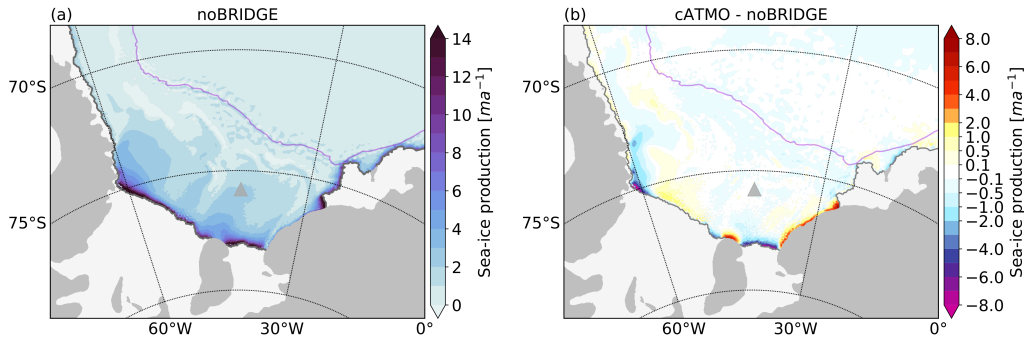 (a) noBRIDGE
70°S
75°S
60°W 30°W 0°
14
12
10
8
6
4
2
0
Sea-ice production [ma⁻¹]
(b) cATMO - noBRIDGE
60°W 30°W 0°
8.0
6.0
4.0
2.0
1.0
0.5
0.1
−0.1
−0.5
−1.0
−2.0
−4.0
−6.0
−8.0
Sea-ice production [ma⁻¹]